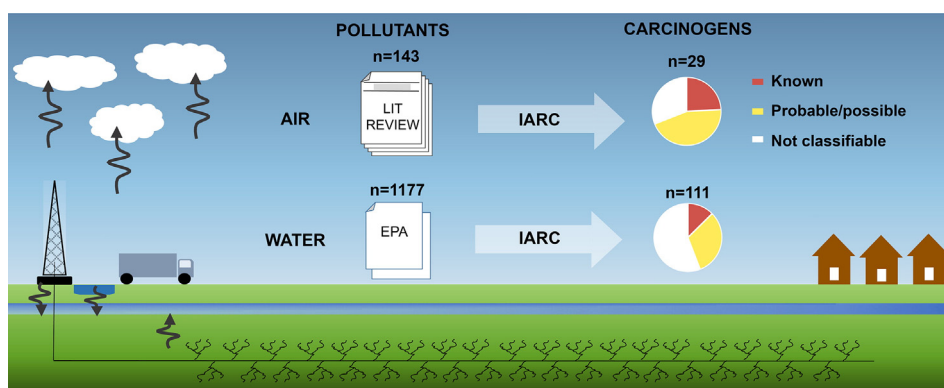 POLLUTANTS
CARCINOGENS
n=143
n=29
AIR
LIT
REVIEW
IARC
Known
Probable/possible
Not classifiable
n=1177
n=111
WATER
EPA
IARC